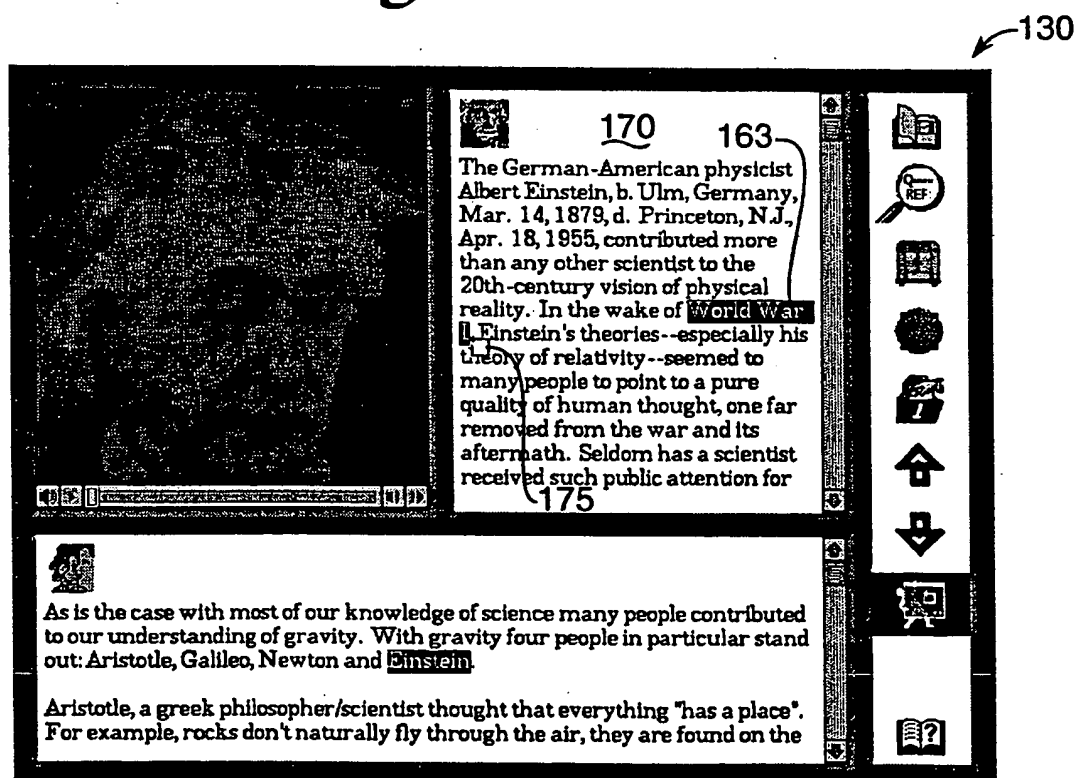 130
170
163
The German-American physicist
Albert Einstein, b. Ulm, Germany,
Mar. 14, 1879, d. Princeton, N.J.,
Apr. 18, 1955, contributed more
than any other scientist to the
20th-century vision of physical
reality. In the wake of World War
I, Einstein's theories--especially his
theory of relativity--seemed to
many people to point to a pure
quality of human thought, one far
removed from the war and its
aftermath. Seldom has a scientist
received such public attention for
175
REF:
1
As is the case with most of our knowledge of science many people contributed
to our understanding of gravity. With gravity four people in particular stand
out: Aristotle, Galileo, Newton and Einstein.
Aristotle, a greek philosopher/scientist thought that everything "has a place".
For example, rocks don't naturally fly through the air, they are found on the
?